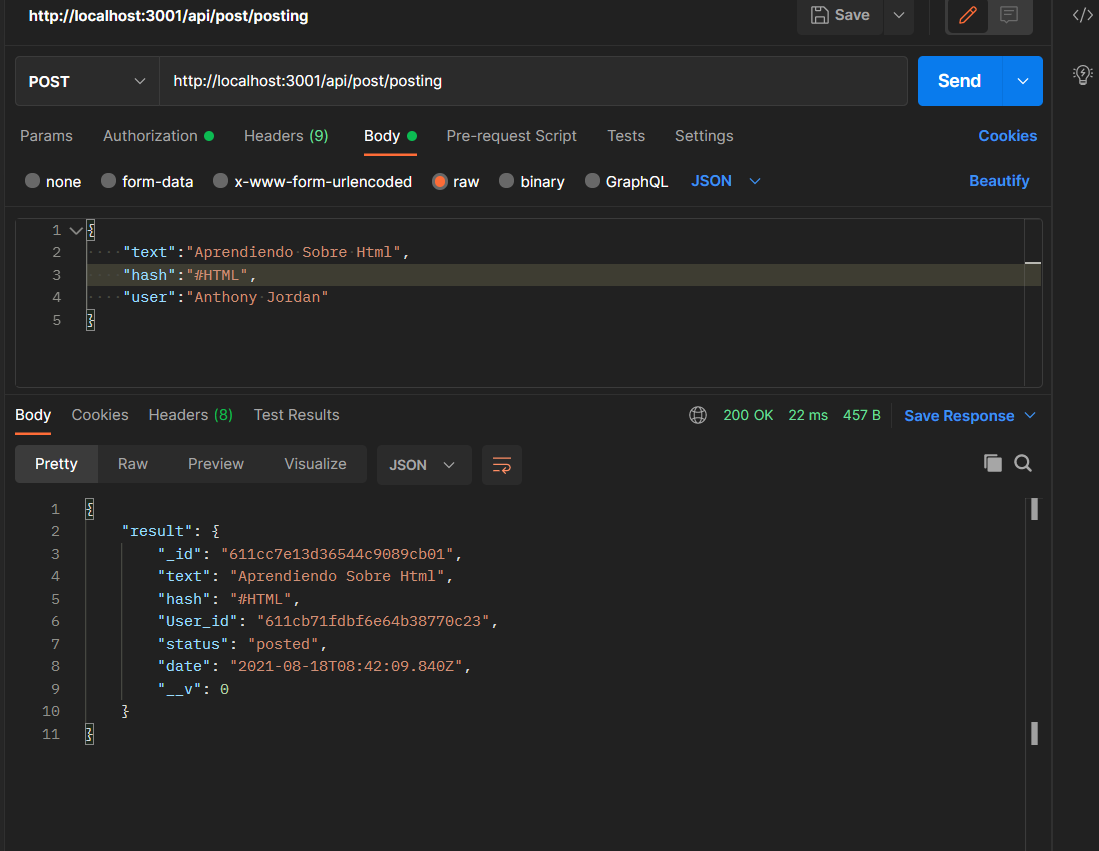 http://localhost:3001/api/post/posting
Save
POST
http://localhost:3001/api/post/posting
Send
Params Authorization Headers (9) Body Pre-request Script Tests Settings Cookies
none form-data x-www-form-urlencoded raw binary GraphQL JSON Beautify
1 {
2 "text":"Aprendiendo Sobre Html",
3 "hash":"#HTML",
4 "user":"Anthony Jordan"
5 }
Body Cookies Headers (8) Test Results 200 OK 22 ms 457 B Save Response
Pretty Raw Preview Visualize JSON
1 {
2 "result": {
3 "_id": "611cc7e13d36544c9089cb01",
4 "text": "Aprendiendo Sobre Html",
5 "hash": "#HTML",
6 "User_id": "611cb71fdbf6e64b38770c23",
7 "status": "posted",
8 "date": "2021-08-18T08:42:09.840Z",
9 "__v": 0
10 }
11 }